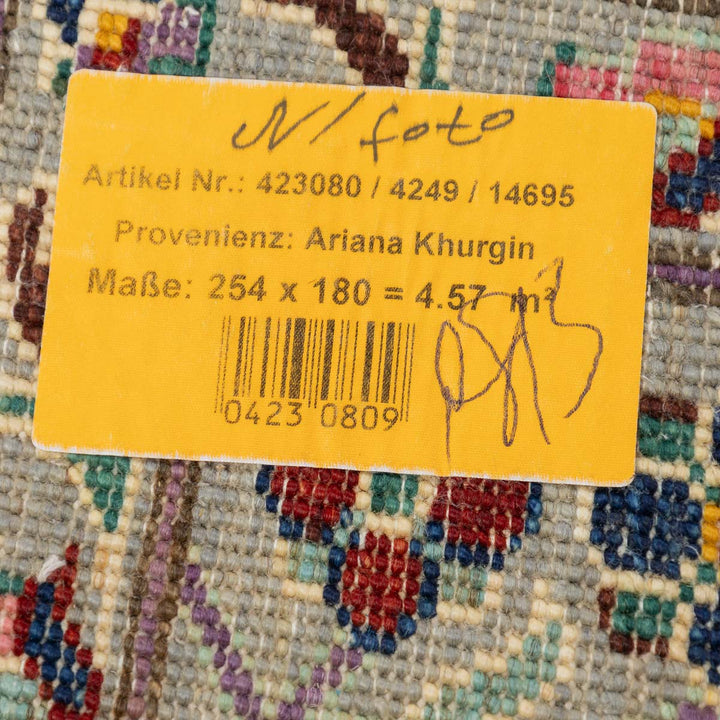 N/ foto
Artikel Nr.: 423080 / 4249 / 14695
Provenienz: Ariana Khurgin
Maße: 254 x 180 = 4.57 m²
0423 0809